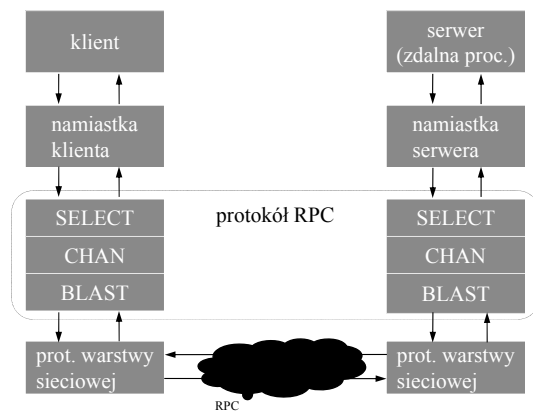 klient
serwer
(zdalna proc.)
namiastka
klienta
namiastka
serwera
protokół RPC
SELECT
CHAN
BLAST
SELECT
CHAN
BLAST
prot. warstwy
sieciowej
prot. warstwy
sieciowej
RPC